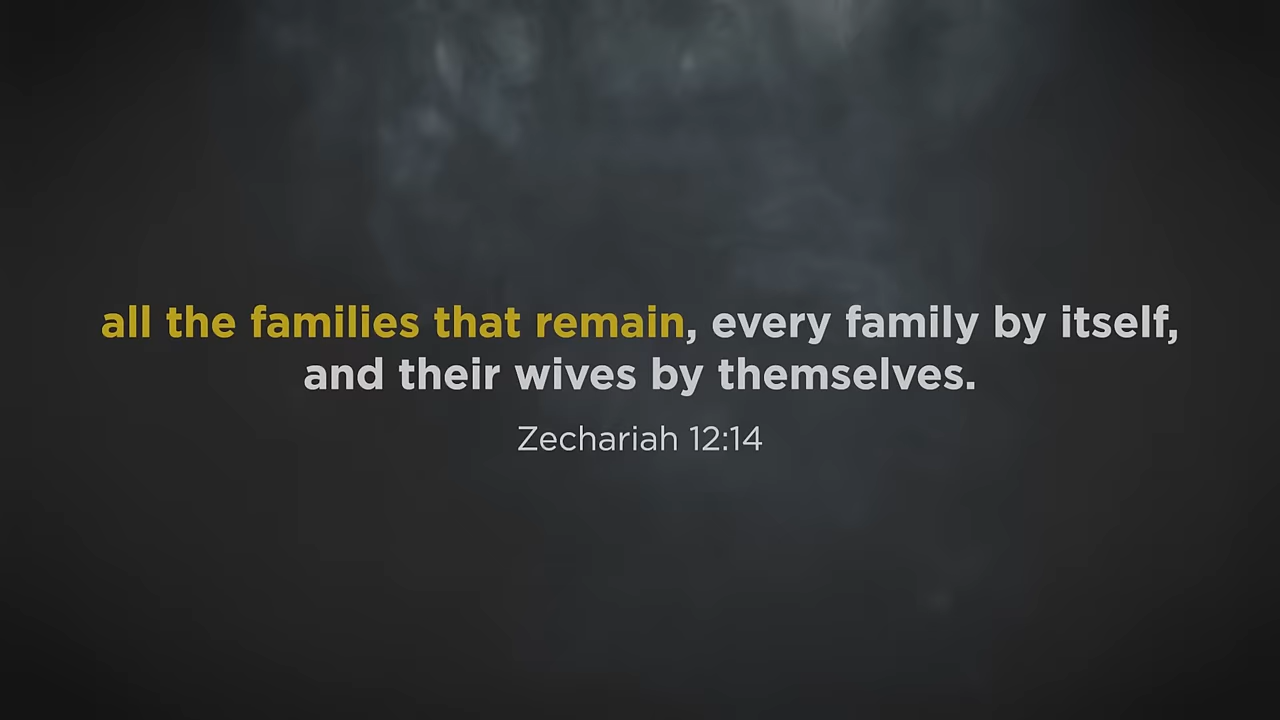 all the families that remain, every family by itself,
and their wives by themselves.
Zechariah 12:14